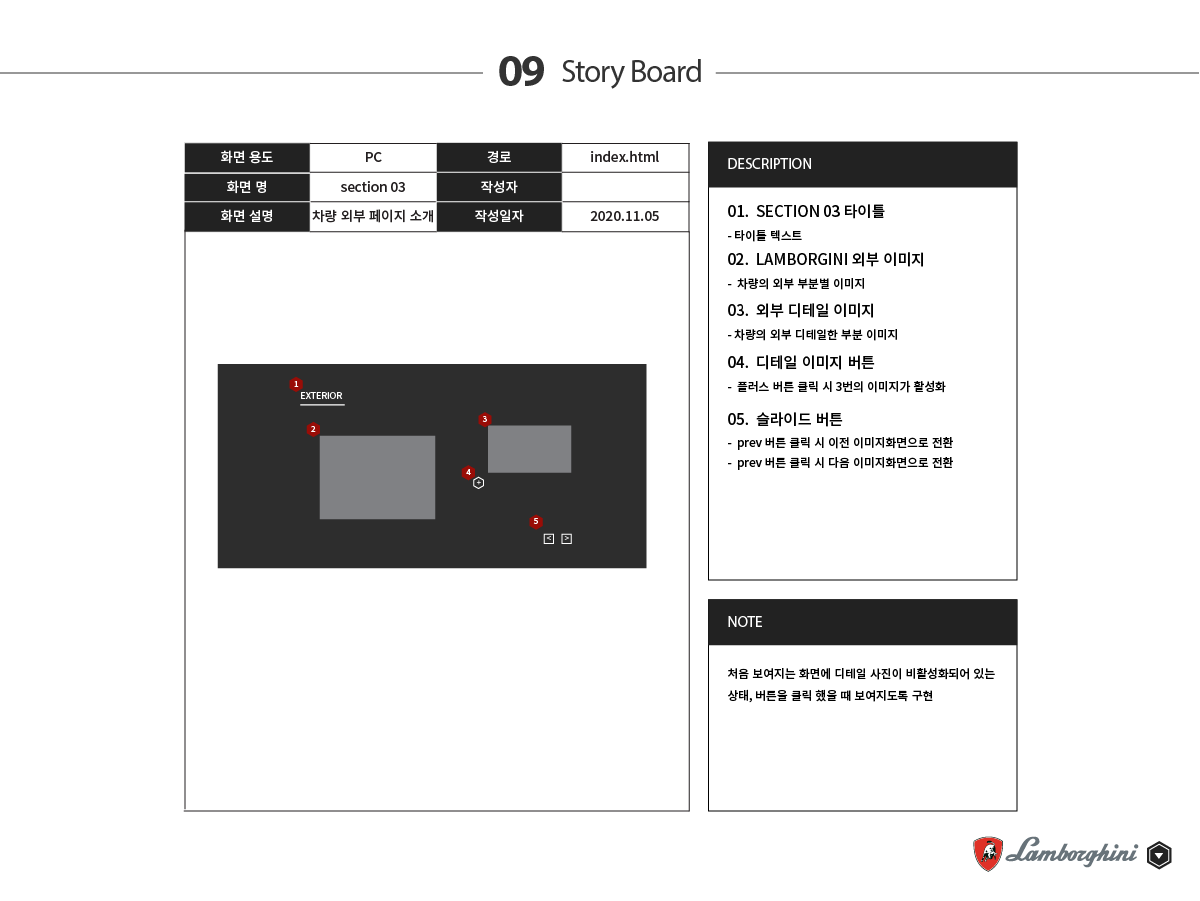 09 Story Board
화면 용도 PC 경로 index.html
화면 명 section 03 작성자
화면 설명 차량 외부 페이지 소개 작성일자 2020.11.05
1
EXTERIOR
2
3
4
+
5
< >
DESCRIPTION
01. SECTION 03 타이틀
- 타이틀 텍스트
02. LAMBORGINI 외부 이미지
- 차량의 외부 부분별 이미지
03. 외부 디테일 이미지
- 차량의 외부 디테일한 부분 이미지
04. 디테일 이미지 버튼
- 플러스 버튼 클릭 시 3번의 이미지가 활성화
05. 슬라이드 버튼
- prev 버튼 클릭 시 이전 이미지화면으로 전환
- prev 버튼 클릭 시 다음 이미지화면으로 전환
NOTE
처음 보여지는 화면에 디테일 사진이 비활성화되어 있는
상태, 버튼을 클릭 했을 때 보여지도록 구현
Lamborghini